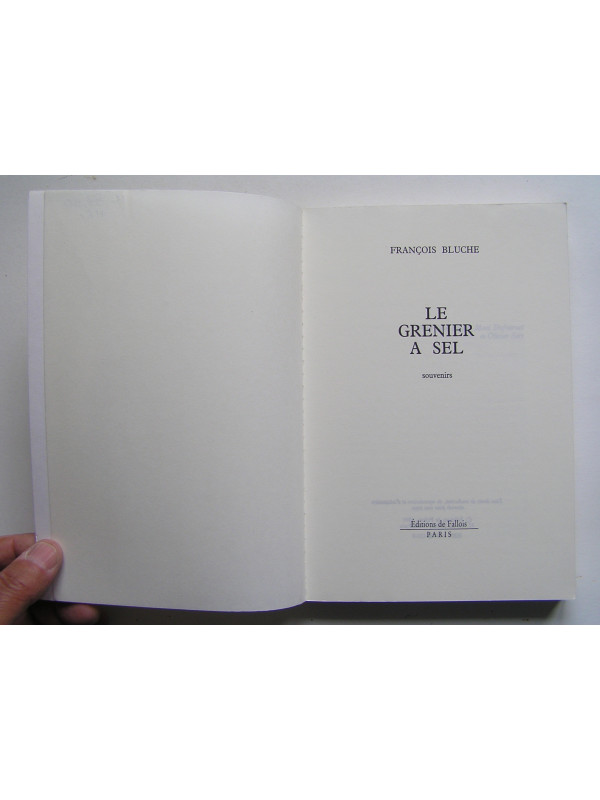 FRANÇOIS BLUCHE
LE
GRENIER
A SEL
souvenirs
Éditions de Fallois
PARIS